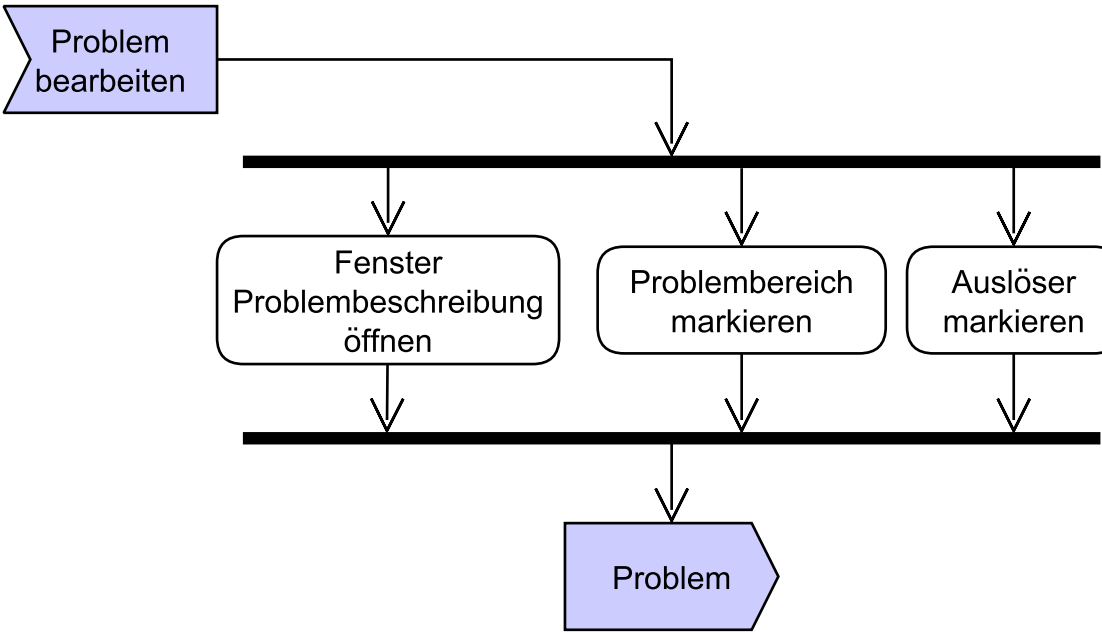 Problem
bearbeiten
Fenster
Problembeschreibung
öffnen
Problembereich
markieren
Auslöser
markieren
Problem